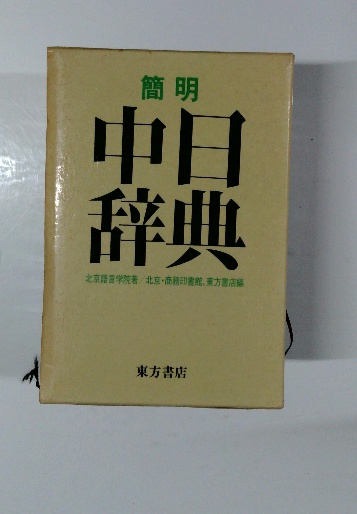 簡明
中日
辞典
北京語言学院著／北京・商務印書館、東方書店編
東方書店